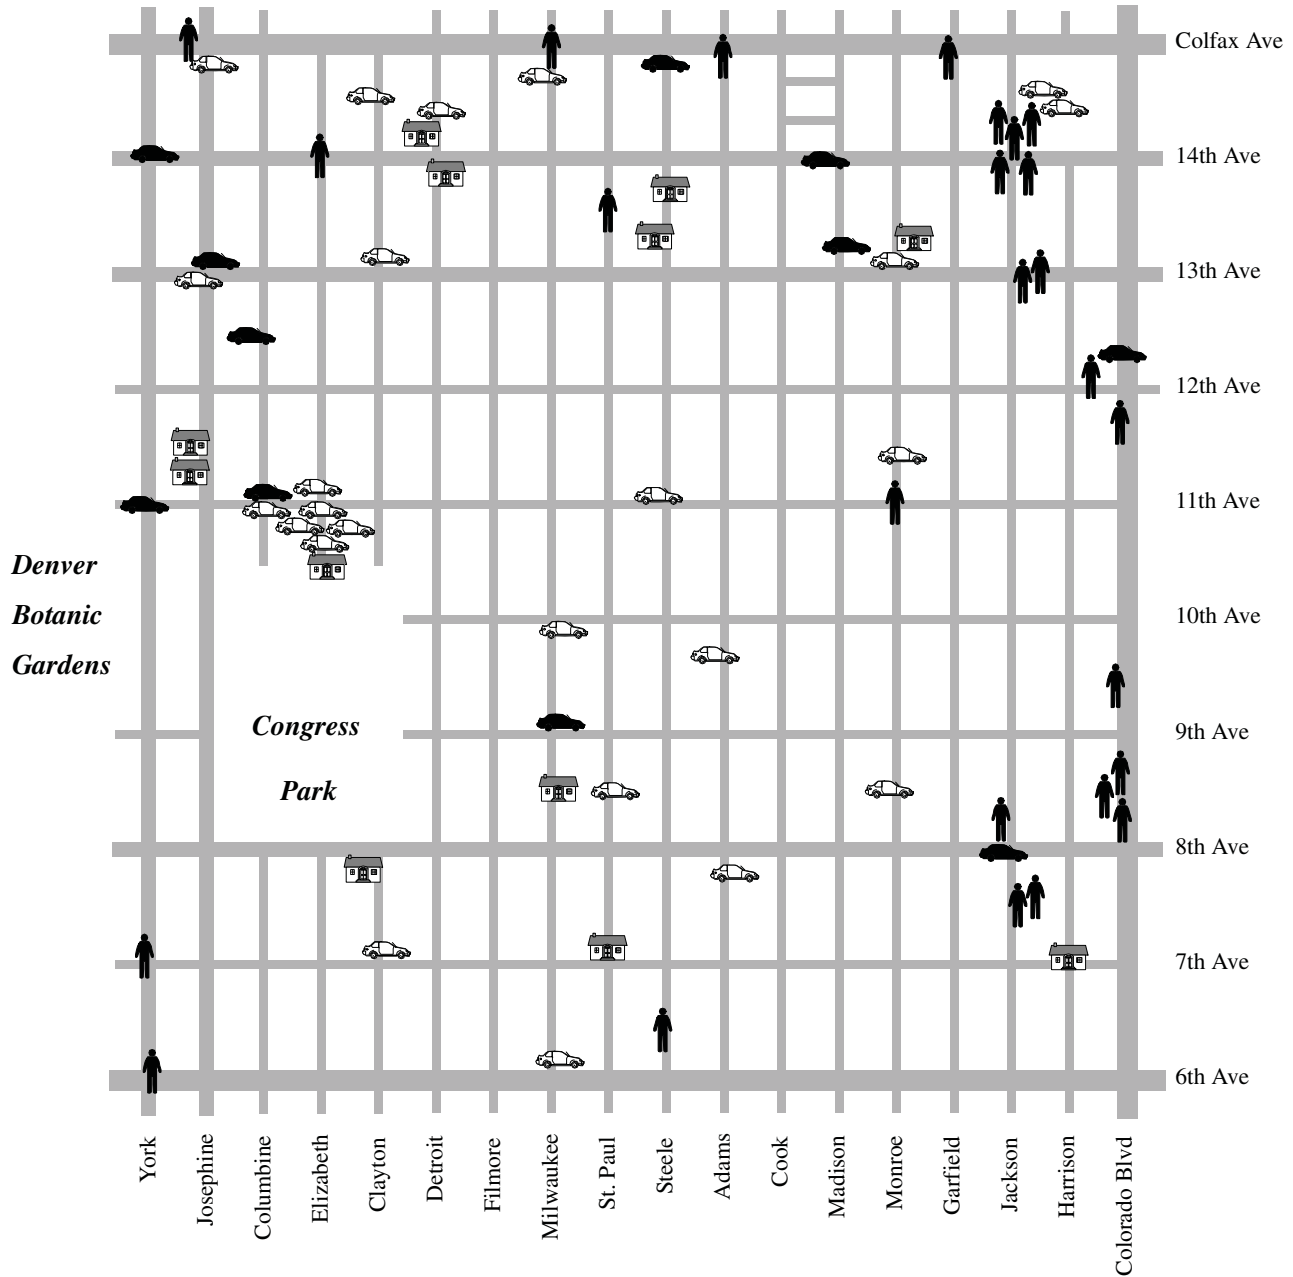 Colfax Ave
14th Ave
13th Ave
12th Ave
11th Ave
Denver
Botanic
Gardens
10th Ave
Congress
Park
9th Ave
8th Ave
7th Ave
6th Ave
York
Josephine
Columbine
Elizabeth
Clayton
Detroit
Filmore
Milwaukee
St. Paul
Steele
Adams
Cook
Madison
Monroe
Garfield
Jackson
Harrison
Colorado Blvd